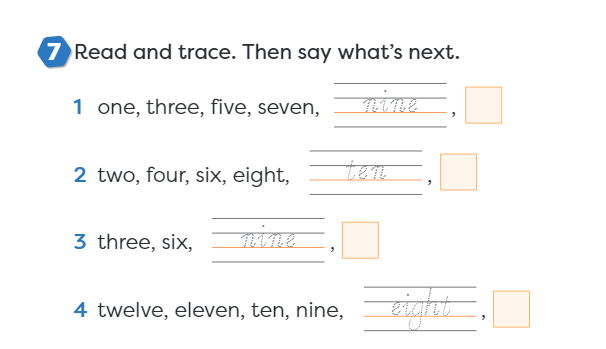 7 Read and trace. Then say what's next.
1 one, three, five, seven, nine,
2 two, four, six, eight, ten,
3 three, six, nine,
4 twelve, eleven, ten, nine, eight,